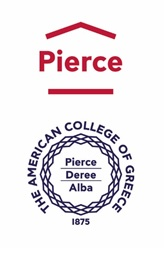 Pierce
THE AMERICAN COLLEGE OF GREECE
Pierce
Deree
Alba
1875